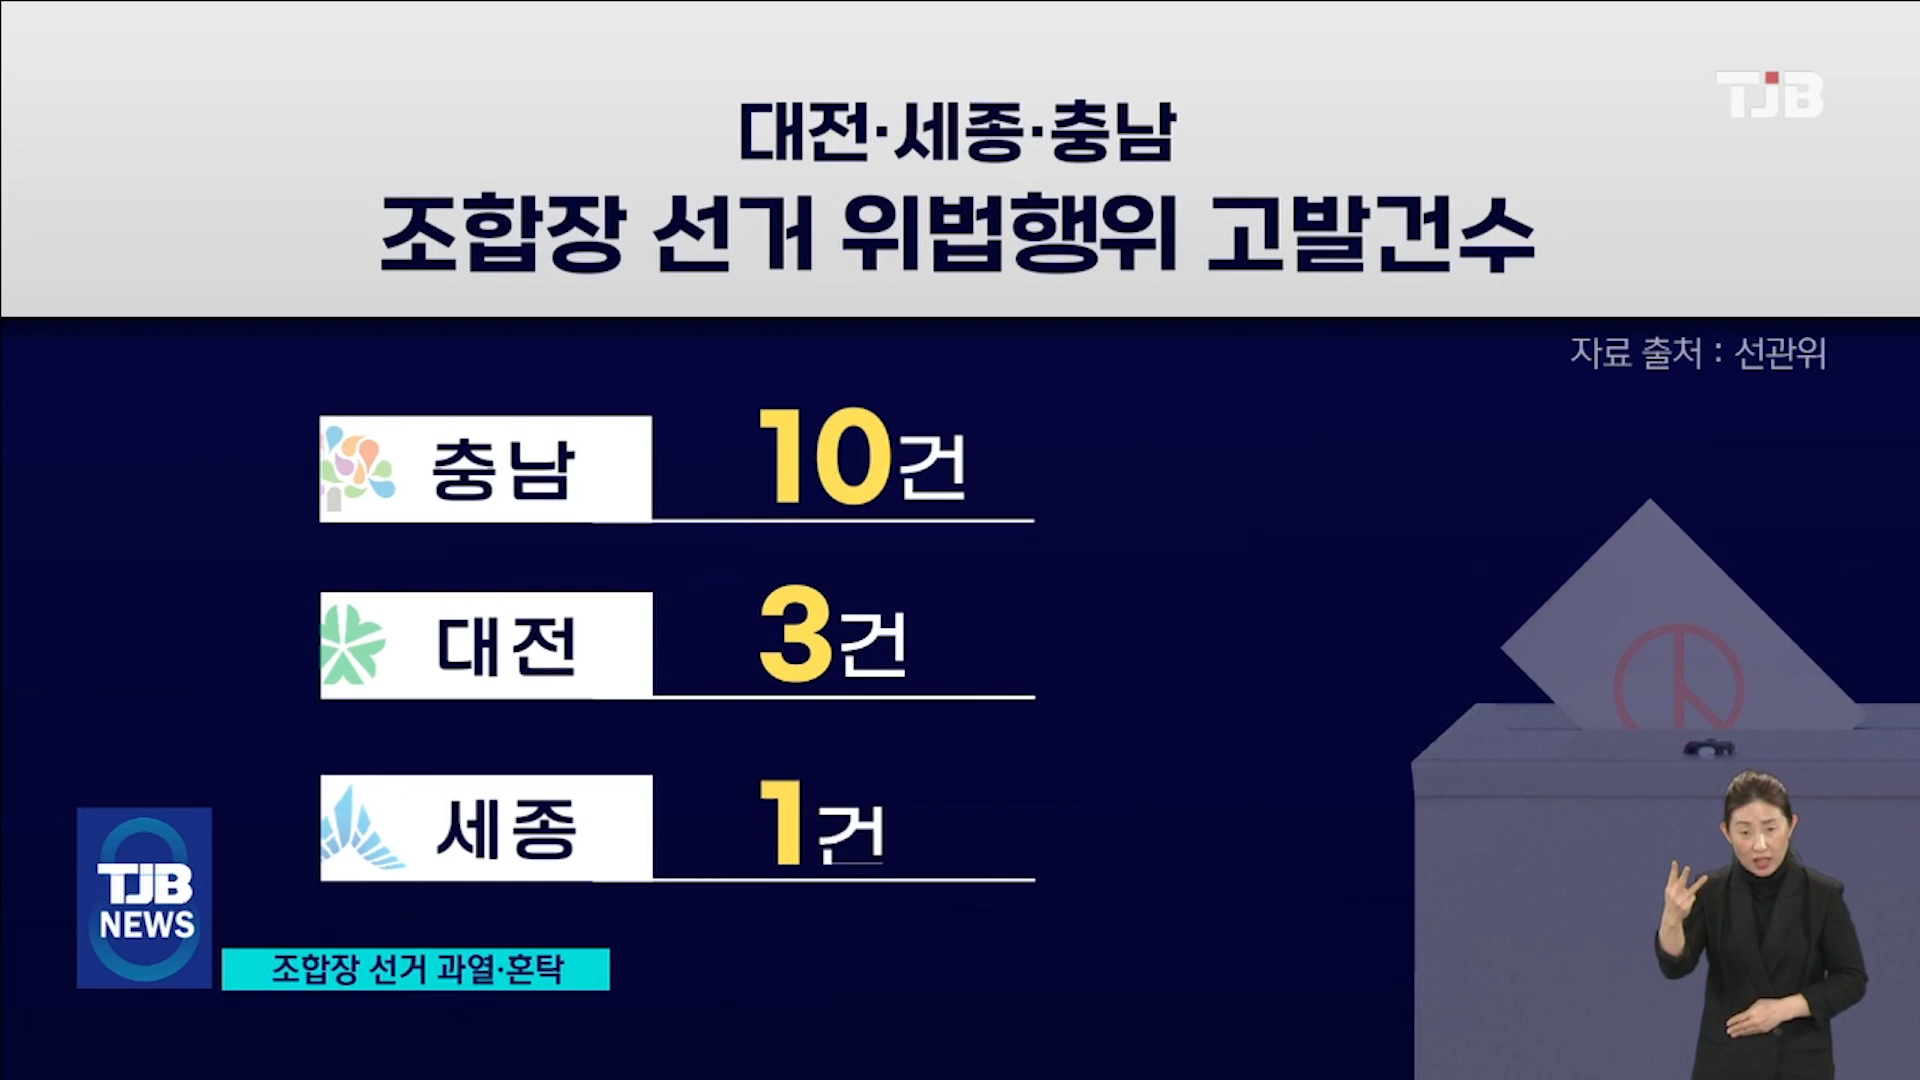 TJB
대전·세종·충남
조합장 선거 위법행위 고발건수
자료 출처 : 선관위
충남 10건
대전 3건
세종 1건
TJB
NEWS
조합장 선거 과열·혼탁